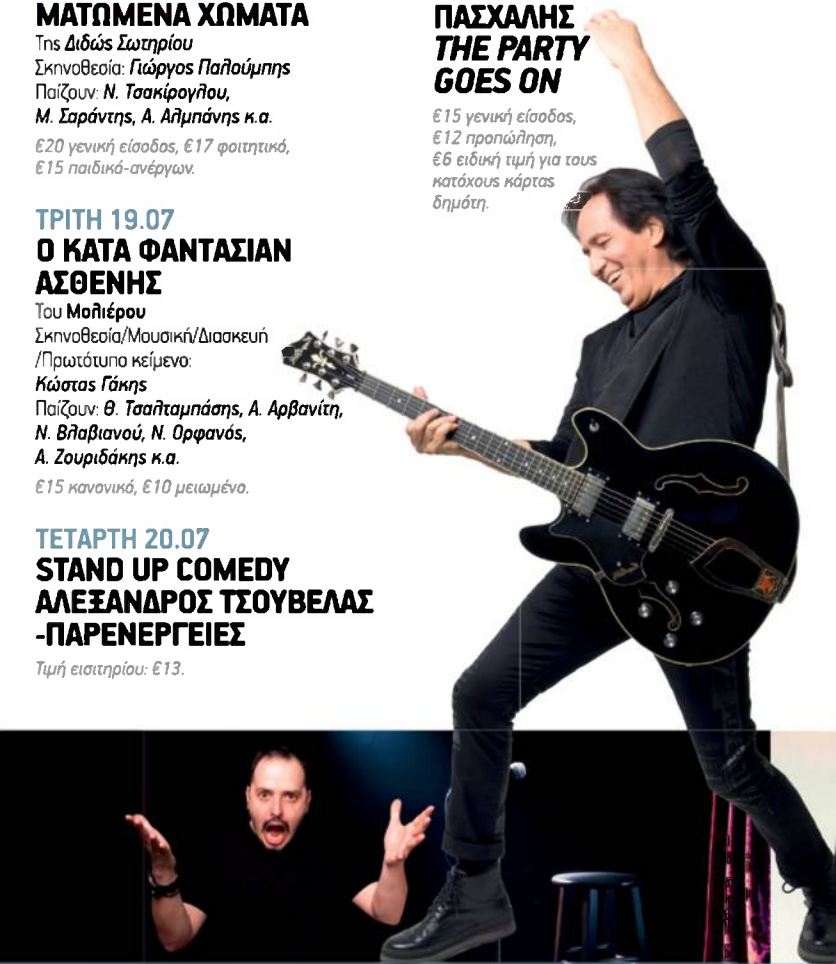 ΜΑΤΩΜΕΝΑ ΧΩΜΑΤΑ
Της Διδώς Σωτηρίου
Σκηνοθεσία: Γιώργος Παλούμπης
Παίζουν: Ν. Τσακίρογλου,
Μ. Σαράντης, Α. Αλμπάνης κ.α.
€20 γενική είσοδος, €17 φοιτητικό,
€15 παιδικό-ανέργων.
ΤΡΙΤΗ 19.07
Ο ΚΑΤΑ ΦΑΝΤΑΣΙΑΝ
ΑΣΘΕΝΗΣ
Του Μολιέρου
Σκηνοθεσία/Μουσική/Διασκευή
/Πρωτότυπο κείμενο:
Κώστας Γάκης
Παίζουν: Θ. Τσαλταμπάσης, Α. Αρβανίτη,
Ν. Βλαβιανού, Ν. Ορφανός,
Α. Ζουριδάκης κ.α.
€15 κανονικό, €10 μειωμένο.
ΤΕΤΑΡΤΗ 20.07
STAND UP COMEDY
ΑΛΕΞΑΝΔΡΟΣ ΤΣΟΥΒΕΛΑΣ
-ΠΑΡΕΝΕΡΓΕΙΕΣ
Τιμή εισιτηρίου: €13.
ΠΑΣΧΑΛΗΣ
THE PARTY
GOES ON
€15 γενική είσοδος,
€12 προπώληση,
€6 ειδική τιμή για τους
κατόχους κάρτας
δημότη.